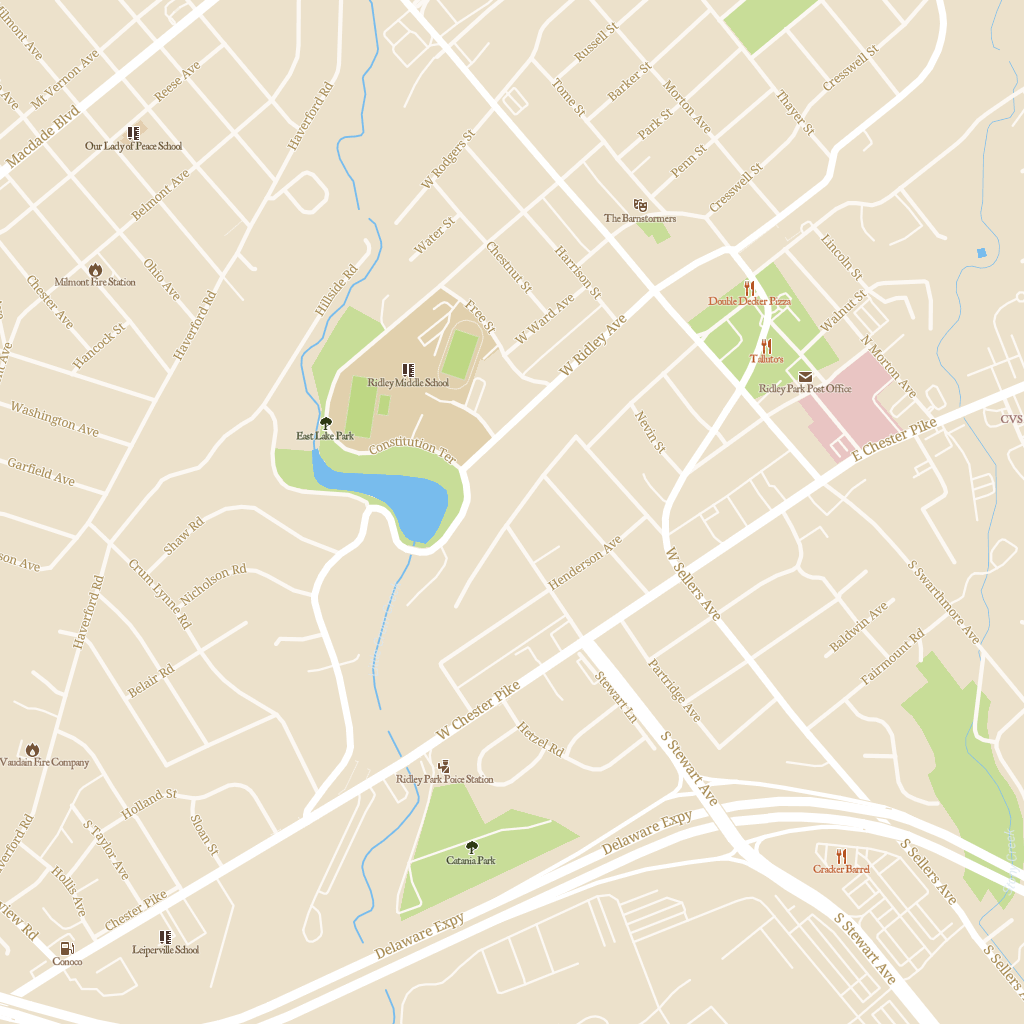 Milmont Ave
Mt Vernon Ave
Reese Ave
Macdade Blvd
Our Lady of Peace School
Haverford Rd
Russell St
Barker St
Tome St
Morton Ave
Park St
Penn St
Thayer St
Cresswell St
Cresswell St
W Rodgers St
Belmont Ave
The Barnstormers
Water St
Milmont Fire Station
Ohio Ave
Chester Ave
Hancock St
Hillside Rd
Haverford Rd
Chestnut St
Harrison St
Lincoln St
Walnut St
Double Decker Pizza
Free St
W Ward Ave
W Ridley Ave
N Morton Ave
Tallutos
Ridley Middle School
Ridley Park Post Office
Washington Ave
East Lake Park
Constitution Ter
Nevin St
E Chester Pike
CVS
Garfield Ave
Shaw Rd
son Ave
Crum Lynne Rd
Nicholson Rd
Haverford Rd
Henderson Ave
W Sellers Ave
S Swarthmore Ave
Baldwin Ave
Fairmount Rd
Belair Rd
Partridge Ave
Stewart Ln
W Chester Pike
Hetzel Rd
S Stewart Ave
Vaudain Fire Company
Ridley Park Poice Station
Holland St
S Taylor Ave
Sloan St
Delaware Expy
Catania Park
Cracker Barrel
S Sellers Ave
Hollis Ave
Haverford Rd
Chester Pike
view Rd
Conoco
Leiperville School
Delaware Expy
S Stewart Ave
S Sellers A